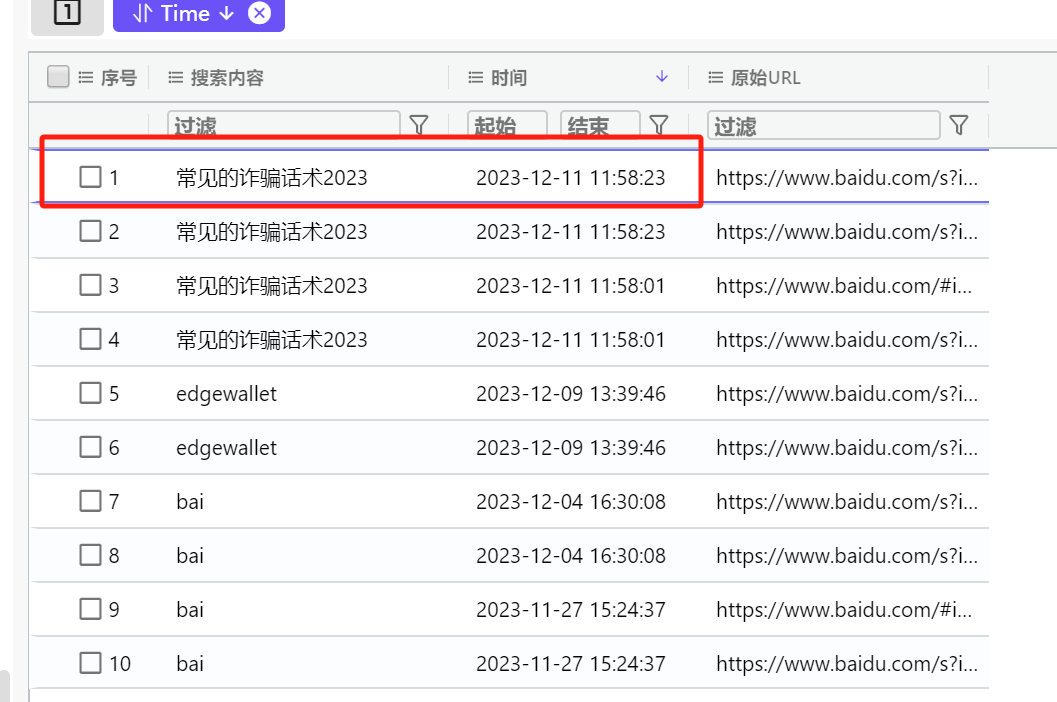 1 Time
序号 搜索内容 时间 原始URL
过滤 起始 结束 过滤
1 常见的诈骗话术2023 2023-12-11 11:58:23 https://www.baidu.com/s?i...
2 常见的诈骗话术2023 2023-12-11 11:58:23 https://www.baidu.com/s?i...
3 常见的诈骗话术2023 2023-12-11 11:58:01 https://www.baidu.com/#i...
4 常见的诈骗话术2023 2023-12-11 11:58:01 https://www.baidu.com/s?i...
5 edgewallet 2023-12-09 13:39:46 https://www.baidu.com/s?i...
6 edgewallet 2023-12-09 13:39:46 https://www.baidu.com/s?i...
7 bai 2023-12-04 16:30:08 https://www.baidu.com/s?i...
8 bai 2023-12-04 16:30:08 https://www.baidu.com/s?i...
9 bai 2023-11-27 15:24:37 https://www.baidu.com/#i...
10 bai 2023-11-27 15:24:37 https://www.baidu.com/s?i...